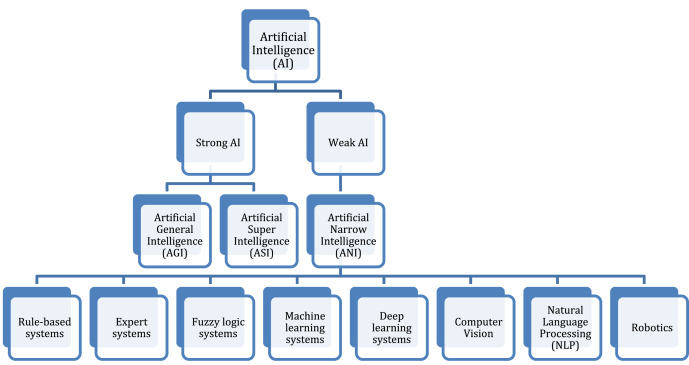 Artificial
Intelligence
(AI)
Strong AI
Weak AI
Artificial
General
Intelligence
(AGI)
Artificial
Super
Intelligence
(ASI)
Artificial
Narrow
Intelligence
(ANI)
Rule-based
systems
Expert
systems
Fuzzy logic
systems
Machine
learning
systems
Deep
learning
systems
Computer
Vision
Natural
Language
Processing
(NLP)
Robotics